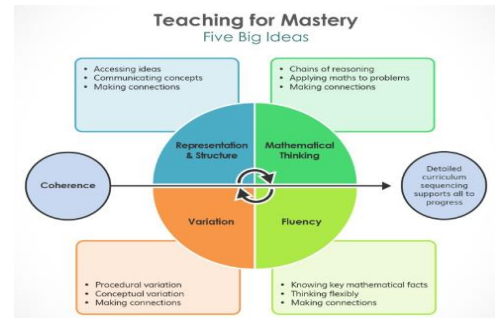 Teaching for Mastery
Five Big Ideas
• Accessing ideas
• Communicating concepts
• Making connections
• Chains of reasoning
• Applying maths to problems
• Making connections
Representation
& Structure
Mathematical
Thinking
Coherence
Detailed
curriculum
sequencing
supports all to
progress
Variation
Fluency
• Procedural variation
• Conceptual variation
• Making connections
• Knowing key mathematical facts
• Thinking flexibly
• Making connections